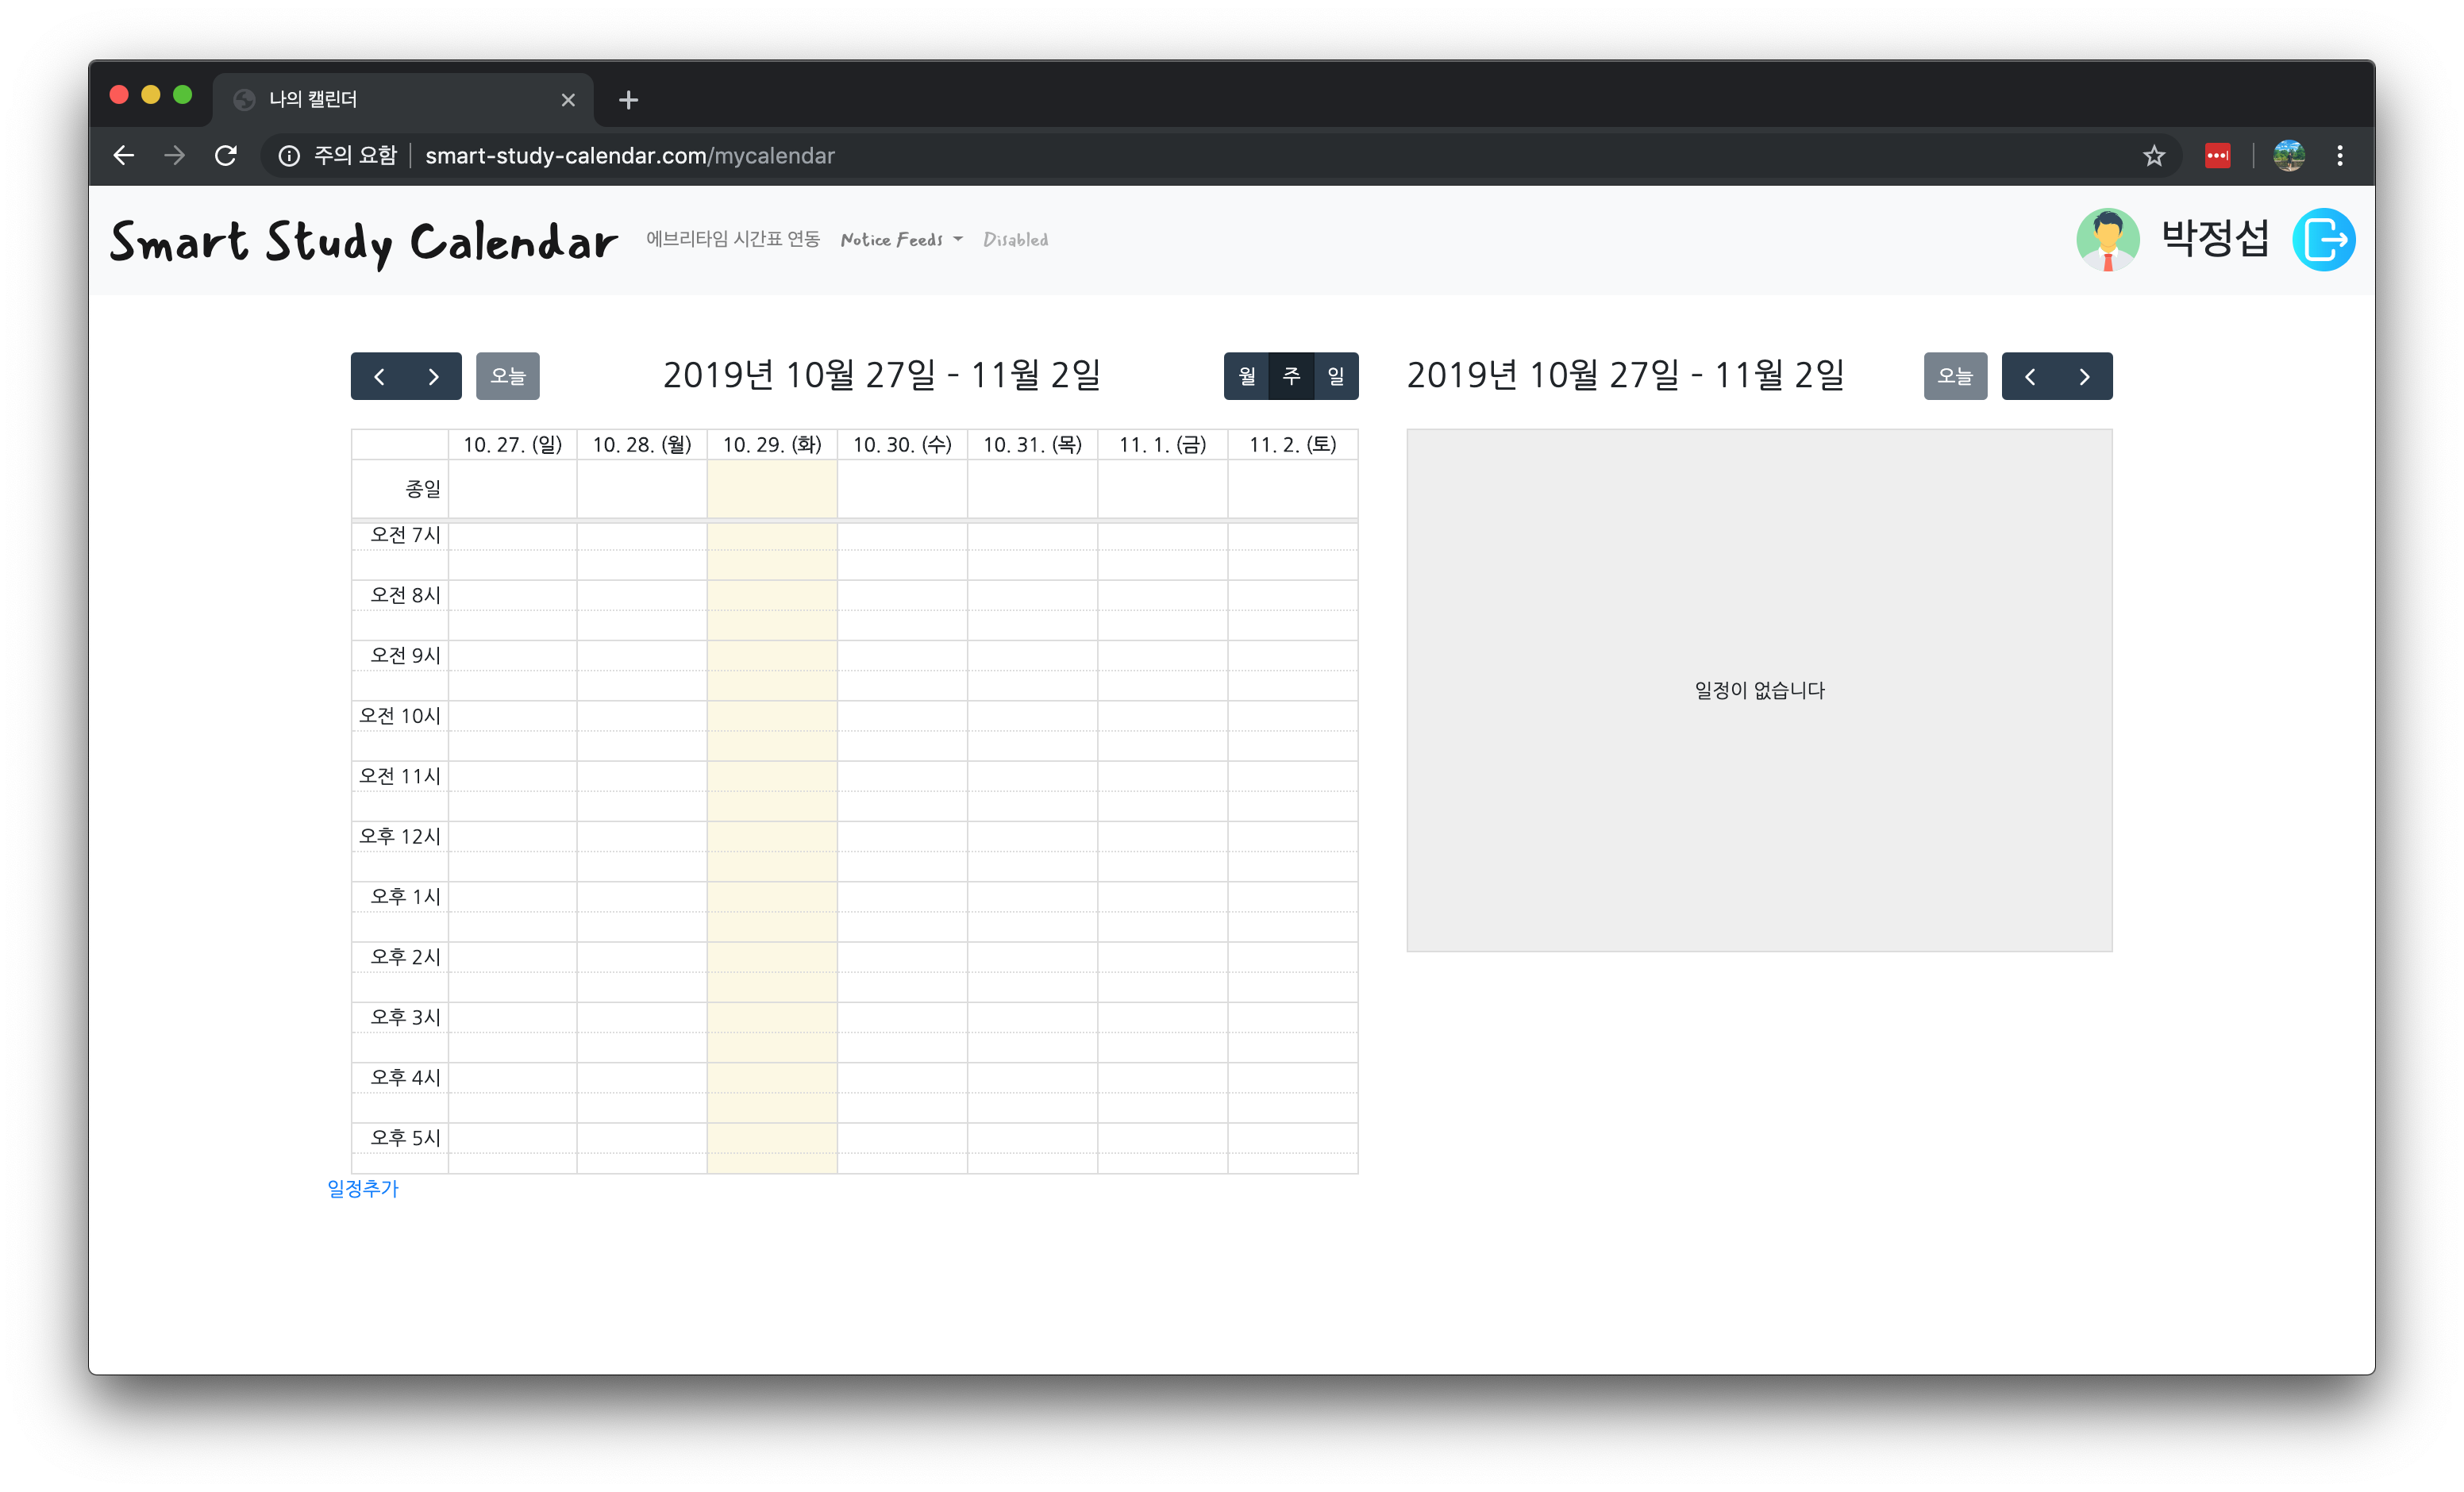 나의 캘린더
주의 요함 smart-study-calendar.com/mycalendar
Smart Study Calendar 에브리타임 시간표 연동 Notice Feeds Disabled 박정섭
오늘 2019년 10월 27일 - 11월 2일 월 주 일
10. 27. (일) 10. 28. (월) 10. 29. (화) 10. 30. (수) 10. 31. (목) 11. 1. (금) 11. 2. (토)
종일
오전 7시
오전 8시
오전 9시
오전 10시
오전 11시
오후 12시
오후 1시
오후 2시
오후 3시
오후 4시
오후 5시
일정추가
2019년 10월 27일 - 11월 2일 오늘
일정이 없습니다